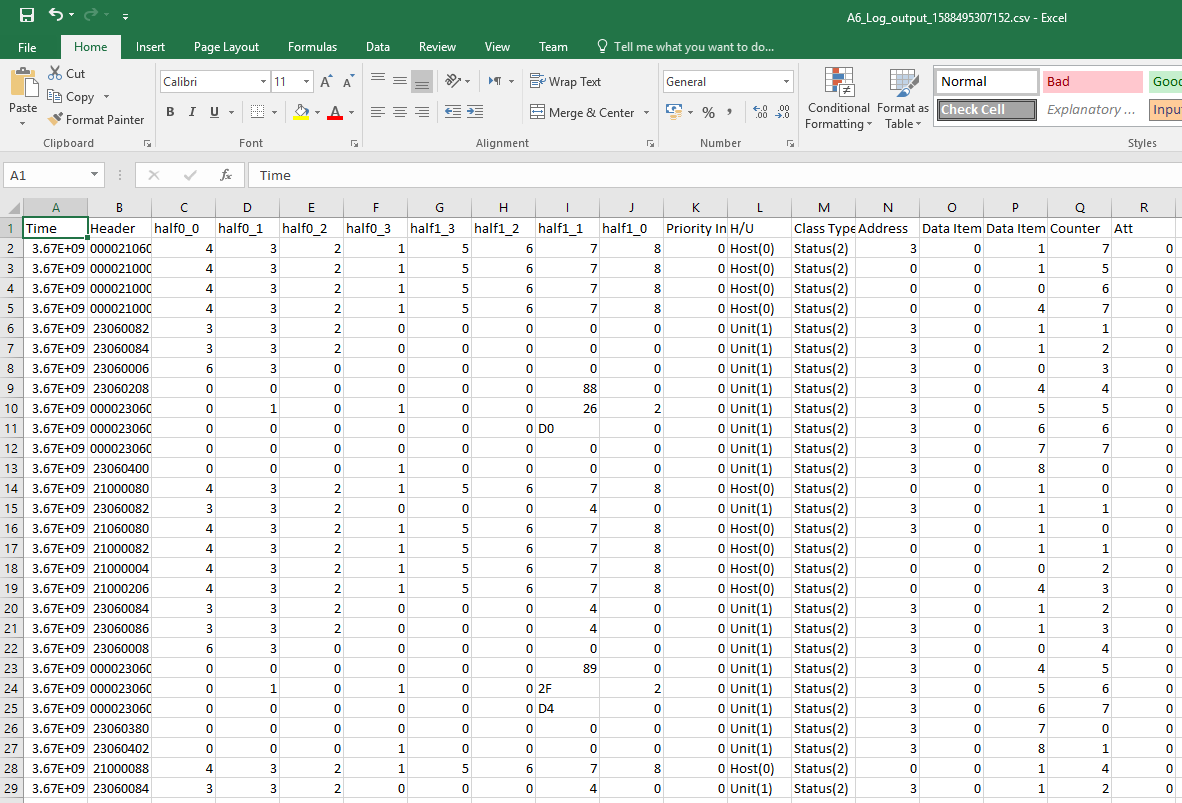 A6_Log_output_1588495307152.csv - Excel
File Home Insert Page Layout Formulas Data Review View Team Tell me what you want to do...
Paste
Cut
Copy
Format Painter
Clipboard
Calibri 11 A A
B I U A
Font
Wrap Text
Merge & Center
Alignment
General
% , .0 .00 .00 .0
Number
Conditional Formatting
Format as Table
Normal Bad Good
Check Cell Explanatory ... Inpu
Styles
A1 fx Time
A B C D E F G H I J K L M N O P Q R
1 Time Header half0_0 half0_1 half0_2 half0_3 half1_3 half1_2 half1_1 half1_0 Priority In H/U Class Type Address Data Item Data Item Counter Att
2 3.67E+09 000021060 4 3 2 1 5 6 7 8 0 Host(0) Status(2) 3 0 1 7 0
3 3.67E+09 000021000 4 3 2 1 5 6 7 8 0 Host(0) Status(2) 0 0 1 5 0
4 3.67E+09 000021000 4 3 2 1 5 6 7 8 0 Host(0) Status(2) 0 0 0 6 0
5 3.67E+09 000021000 4 3 2 1 5 6 7 8 0 Host(0) Status(2) 0 0 4 7 0
6 3.67E+09 23060082 3 3 2 0 0 0 0 0 0 Unit(1) Status(2) 3 0 1 1 0
7 3.67E+09 23060084 3 3 2 0 0 0 0 0 0 Unit(1) Status(2) 3 0 1 2 0
8 3.67E+09 23060006 6 3 0 0 0 0 0 0 0 Unit(1) Status(2) 3 0 0 3 0
9 3.67E+09 23060208 0 0 0 0 0 0 88 0 0 Unit(1) Status(2) 3 0 4 4 0
10 3.67E+09 000023060 0 1 0 1 0 0 26 2 0 Unit(1) Status(2) 3 0 5 5 0
11 3.67E+09 000023060 0 0 0 0 0 0 D0 0 0 Unit(1) Status(2) 3 0 6 6 0
12 3.67E+09 000023060 0 0 0 0 0 0 0 0 0 Unit(1) Status(2) 3 0 7 7 0
13 3.67E+09 23060400 0 0 0 1 0 0 0 0 0 Unit(1) Status(2) 3 0 8 0 0
14 3.67E+09 21000080 4 3 2 1 5 6 7 8 0 Host(0) Status(2) 0 0 1 0 0
15 3.67E+09 23060082 3 3 2 0 0 0 4 0 0 Unit(1) Status(2) 3 0 1 1 0
16 3.67E+09 21060080 4 3 2 1 5 6 7 8 0 Host(0) Status(2) 3 0 1 0 0
17 3.67E+09 21000082 4 3 2 1 5 6 7 8 0 Host(0) Status(2) 0 0 1 1 0
18 3.67E+09 21000004 4 3 2 1 5 6 7 8 0 Host(0) Status(2) 0 0 0 2 0
19 3.67E+09 21000206 4 3 2 1 5 6 7 8 0 Host(0) Status(2) 0 0 4 3 0
20 3.67E+09 23060084 3 3 2 0 0 0 4 0 0 Unit(1) Status(2) 3 0 1 2 0
21 3.67E+09 23060086 3 3 2 0 0 0 4 0 0 Unit(1) Status(2) 3 0 1 3 0
22 3.67E+09 23060008 6 3 0 0 0 0 0 0 0 Unit(1) Status(2) 3 0 0 4 0
23 3.67E+09 000023060 0 0 0 0 0 0 89 0 0 Unit(1) Status(2) 3 0 4 5 0
24 3.67E+09 000023060 0 1 0 1 0 0 2F 2 0 Unit(1) Status(2) 3 0 5 6 0
25 3.67E+09 000023060 0 0 0 0 0 0 D4 0 0 Unit(1) Status(2) 3 0 6 7 0
26 3.67E+09 23060380 0 0 0 0 0 0 0 0 0 Unit(1) Status(2) 3 0 7 0 0
27 3.67E+09 23060402 0 0 0 1 0 0 0 0 0 Unit(1) Status(2) 3 0 8 1 0
28 3.67E+09 21000088 4 3 2 1 5 6 7 8 0 Host(0) Status(2) 0 0 1 4 0
29 3.67E+09 23060084 3 3 2 0 0 0 4 0 0 Unit(1) Status(2) 3 0 1 2 0